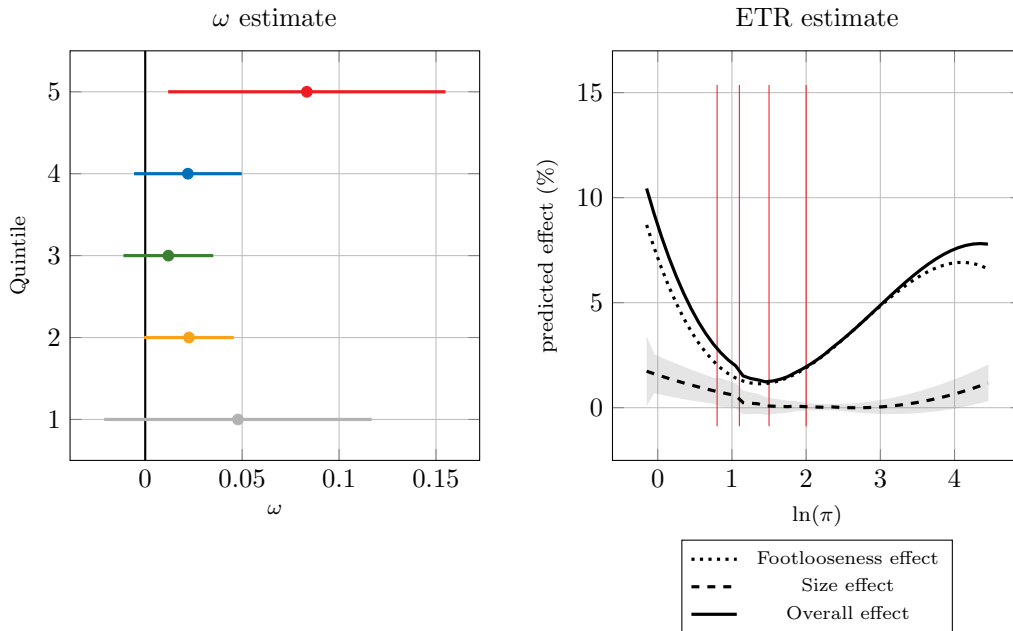 ω estimate
Quintile
5
4
3
2
1
0
0.05
0.1
0.15
ω
ETR estimate
predicted effect (%)
15
10
5
0
0
1
2
3
4
ln(π)
Footlooseness effect
Size effect
Overall effect